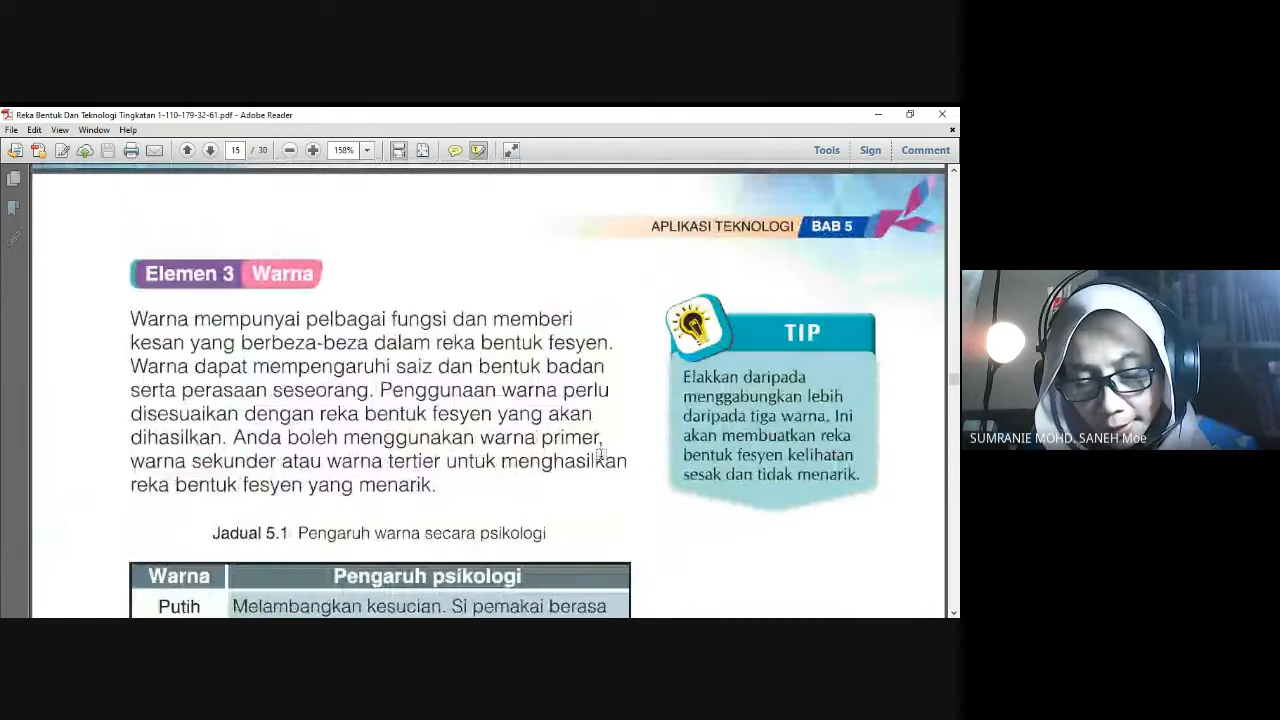 Reka Bentuk Dan Teknologi Tingkatan 1-110-179-32-61.pdf - Adobe Reader
File Edit View Window Help
15 / 30 158% Tools Sign Comment
APLIKASI TEKNOLOGI BAB 5
Elemen 3 Warna
Warna mempunyai pelbagai fungsi dan memberi
kesan yang berbeza-beza dalam reka bentuk fesyen.
Warna dapat mempengaruhi saiz dan bentuk badan
serta perasaan seseorang. Penggunaan warna perlu
disesuaikan dengan reka bentuk fesyen yang akan
dihasilkan. Anda boleh menggunakan warna primer,
warna sekunder atau warna tertier untuk menghasilkan
reka bentuk fesyen yang menarik.
TIP
Elakkan daripada
menggabungkan lebih
daripada tiga warna. Ini
akan membuatkan reka
bentuk fesyen kelihatan
sesak dan tidak menarik.
Jadual 5.1 Pengaruh warna secara psikologi
Warna Pengaruh psikologi
Putih Melambangkan kesucian. Si pemakai berasa
SUMRANIE MOHD. SANEH Moe